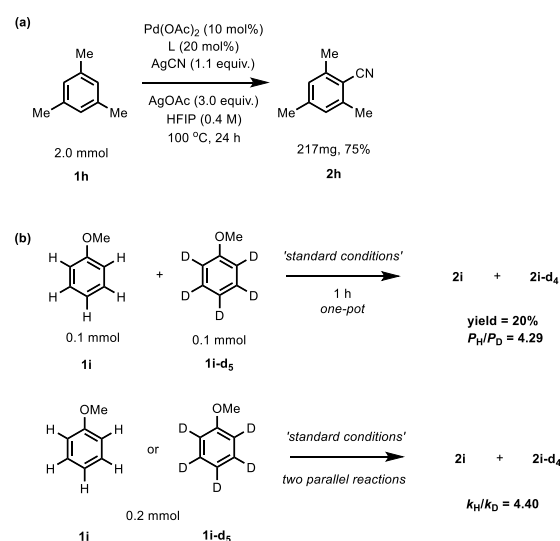 (a)
Pd(OAc)2 (10 mol%)
L (20 mol%)
AgCN (1.1 equiv.)
AgOAc (3.0 equiv.)
HFIP (0.4 M)
100 °C, 24 h
Me
Me
Me
2.0 mmol
1h
Me
CN
Me
Me
217mg, 75%
2h
(b)
OMe
H H
H H
H
0.1 mmol
1i
+
OMe
D D
D D
D
0.1 mmol
1i-d5
'standard conditions'
1 h
one-pot
2i + 2i-d4
yield = 20%
PH/PD = 4.29
OMe
H H
H H
H
1i
or
0.2 mmol
OMe
D D
D D
D
1i-d5
'standard conditions'
two parallel reactions
2i + 2i-d4
kH/kD = 4.40